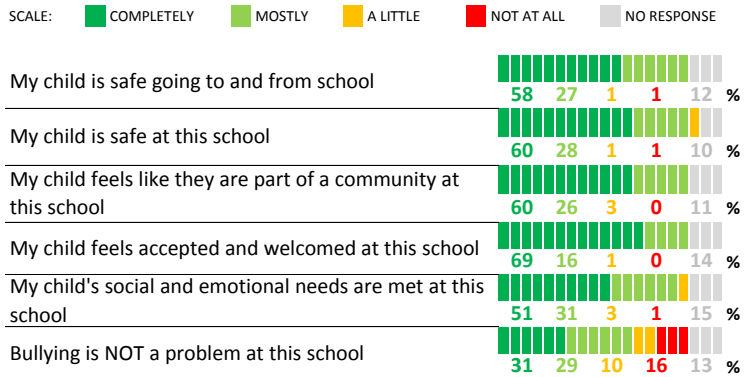 SCALE: COMPLETELY MOSTLY A LITTLE NOT AT ALL NO RESPONSE
My child is safe going to and from school
58 27 1 1 12 %
My child is safe at this school
60 28 1 1 10 %
My child feels like they are part of a community at
this school
60 26 3 0 11 %
My child feels accepted and welcomed at this school
69 16 1 0 14 %
My child's social and emotional needs are met at this
school
51 31 3 1 15 %
Bullying is NOT a problem at this school
31 29 10 16 13 %